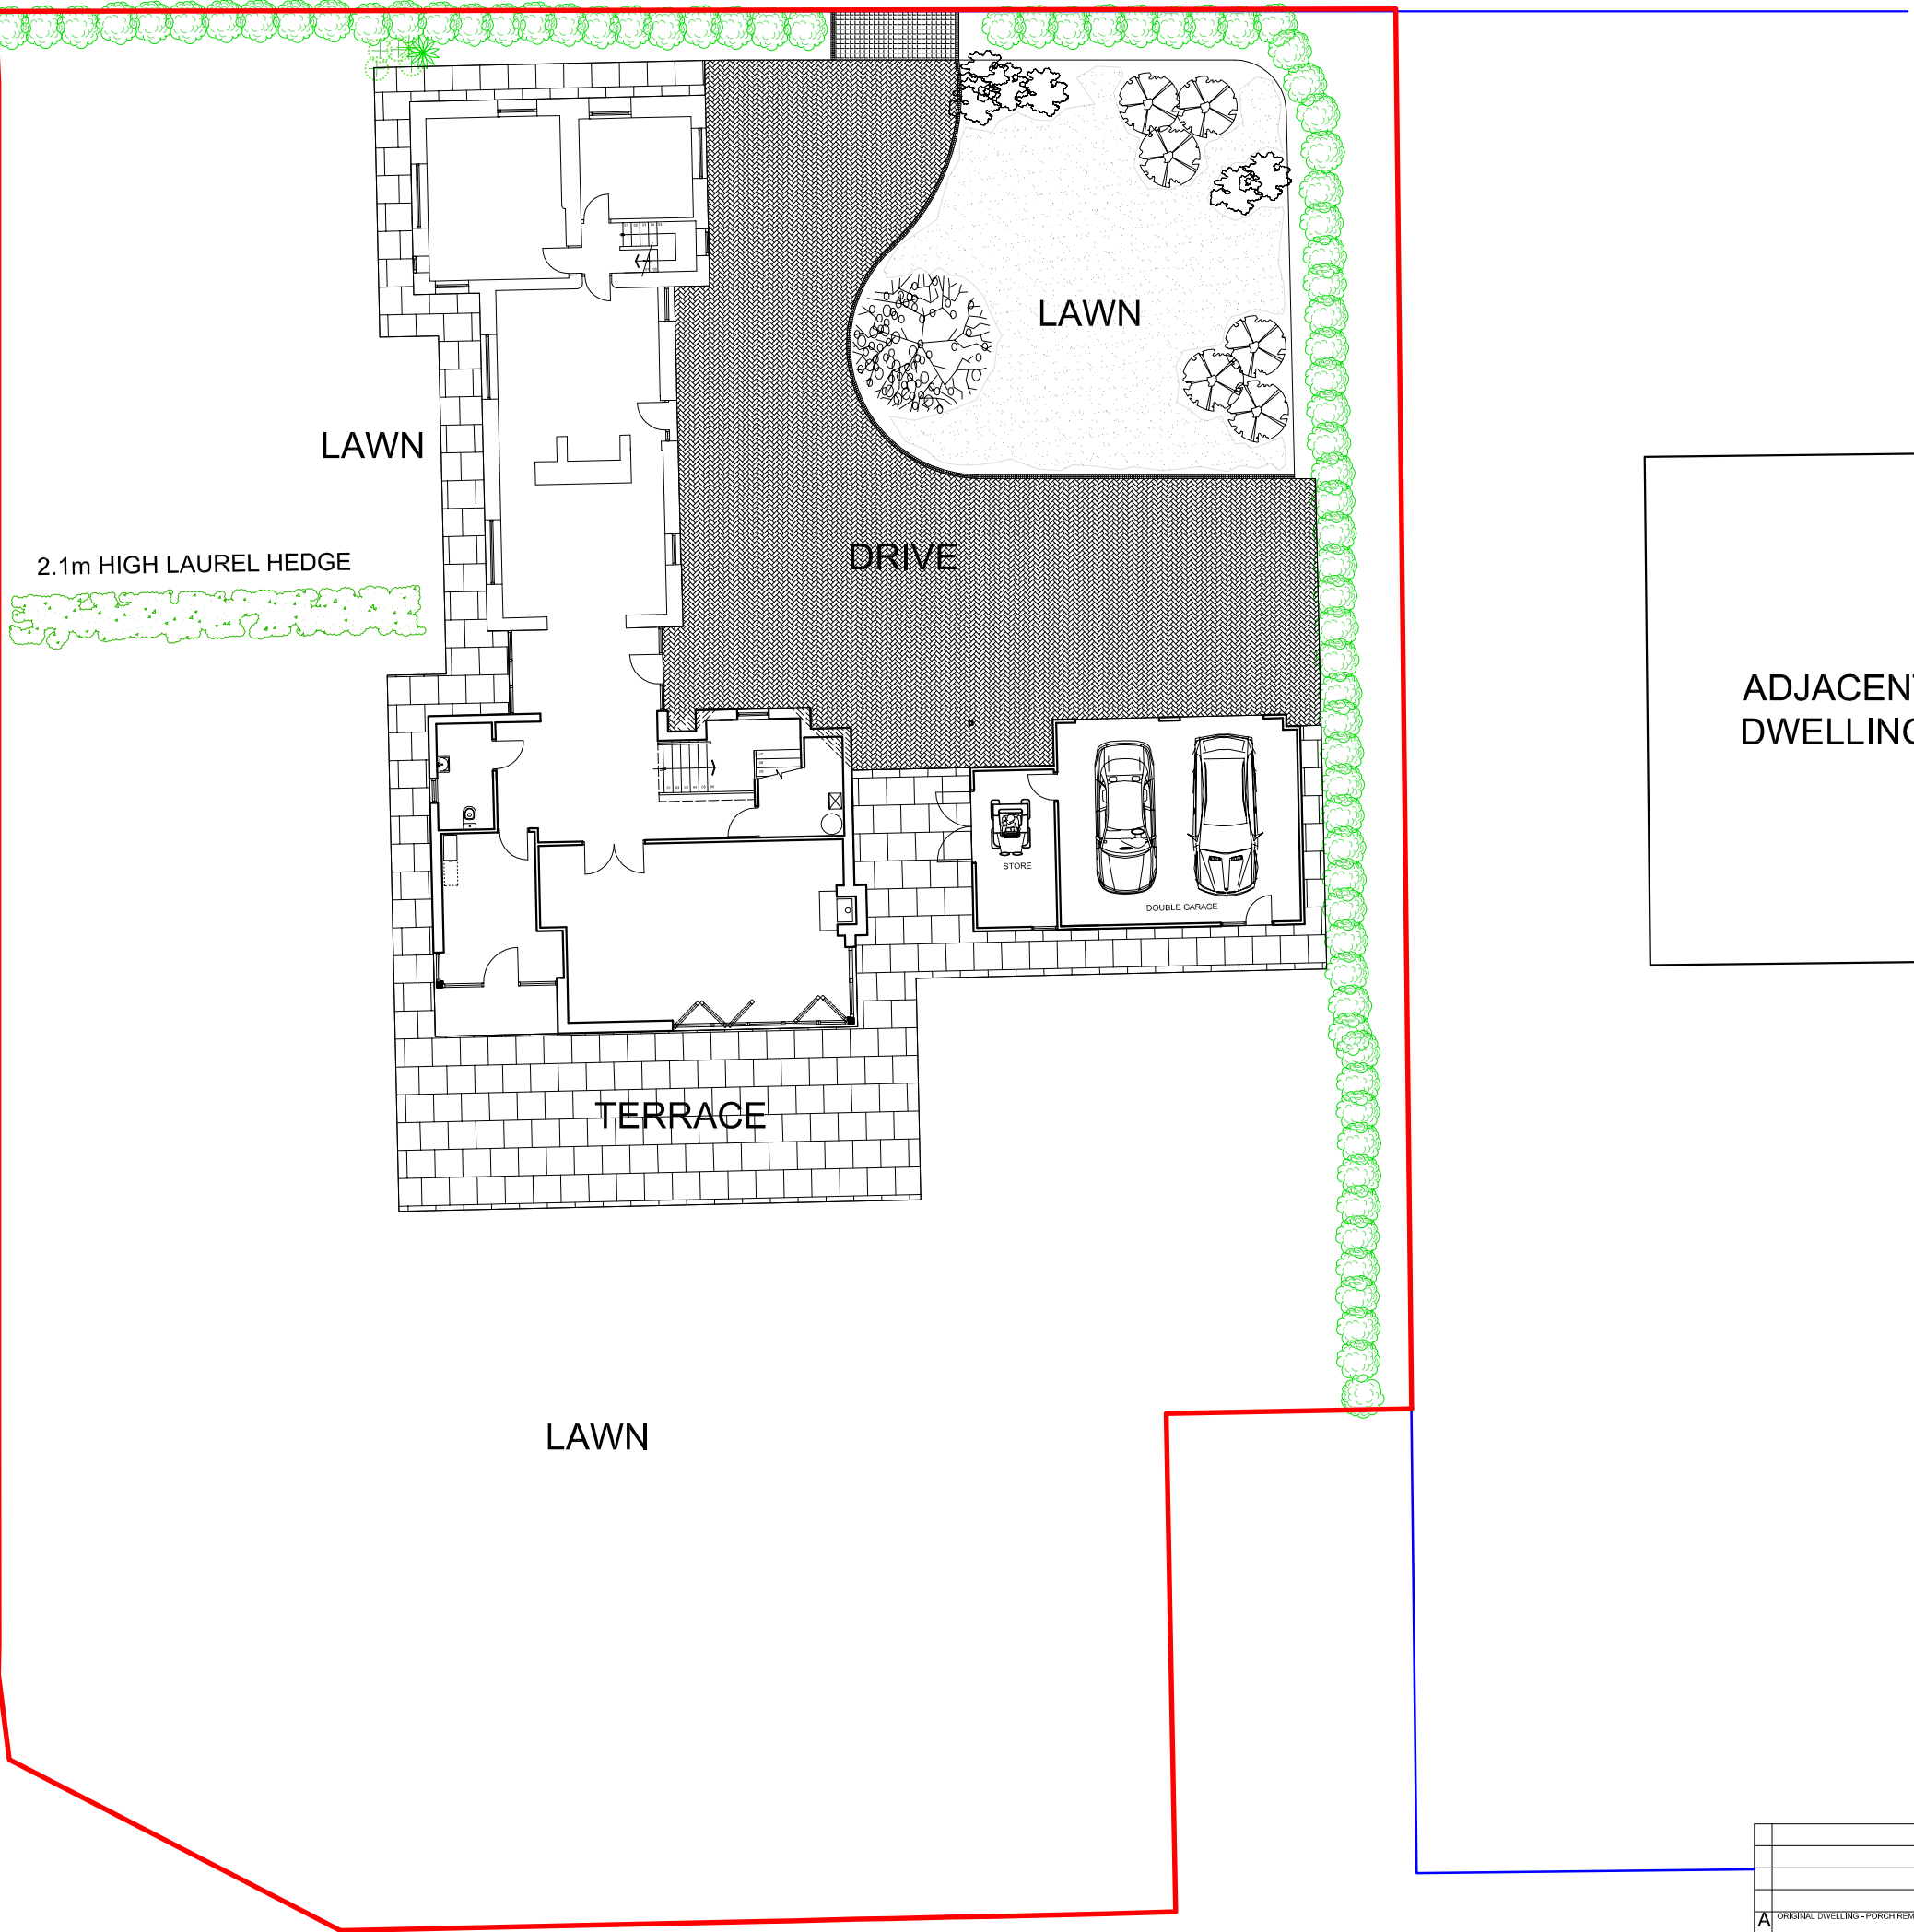 LAWN
LAWN
2.1m HIGH LAUREL HEDGE
DRIVE
ADJACENT
DWELLING
STORE
DOUBLE GARAGE
TERRACE
LAWN
A ORIGINAL DWELLING - PORCH REM